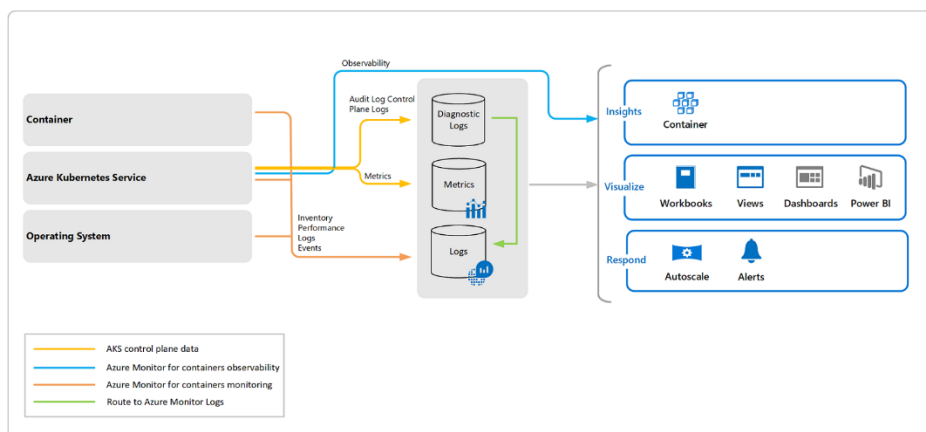 Observability
Audit Log Control
Plane Logs
Container
Azure Kubernetes Service
Operating System
Metrics
Inventory
Performance
Logs
Events
Diagnostic
Logs
Metrics
Logs
Insights
Container
Visualize
Workbooks
Views
Dashboards
Power BI
Respond
Autoscale
Alerts
AKS control plane data
Azure Monitor for containers observability
Azure Monitor for containers monitoring
Route to Azure Monitor Logs